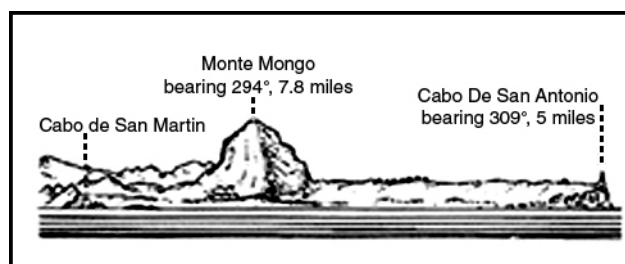 Monte Mongo
bearing 294°, 7.8 miles
Cabo De San Antonio
bearing 309°, 5 miles
Cabo de San Martin